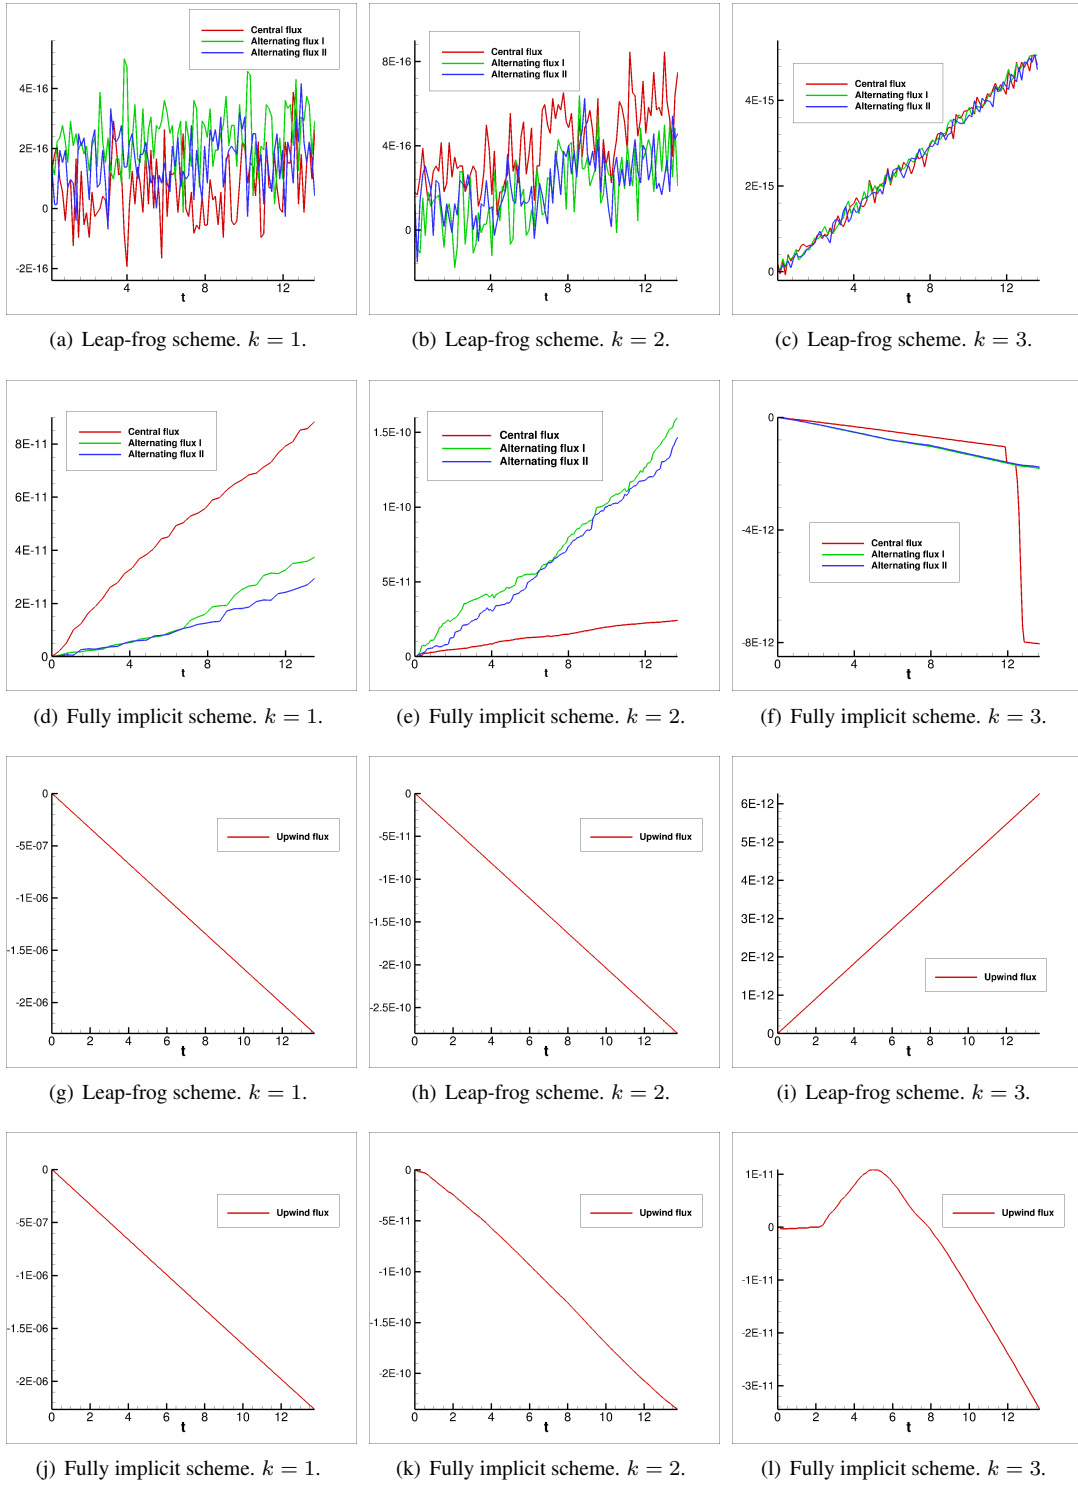 Central flux
Alternating flux I
Alternating flux II
4E-16
2E-16
0
-2E-16
4
8
12
t
(a) Leap-frog scheme. k = 1.
Central flux
Alternating flux I
Alternating flux II
8E-16
4E-16
0
4
8
12
t
(b) Leap-frog scheme. k = 2.
Central flux
Alternating flux I
Alternating flux II
4E-15
2E-15
0
4
8
12
t
(c) Leap-frog scheme. k = 3.
Central flux
Alternating flux I
Alternating flux II
8E-11
6E-11
4E-11
2E-11
0
4
8
12
t
(d) Fully implicit scheme. k = 1.
Central flux
Alternating flux I
Alternating flux II
1.5E-10
1E-10
5E-11
0
0
4
8
12
t
(e) Fully implicit scheme. k = 2.
Central flux
Alternating flux I
Alternating flux II
0
-4E-12
-8E-12
0
4
8
12
t
(f) Fully implicit scheme. k = 3.
Upwind flux
0
-5E-07
-1E-06
-1.5E-06
-2E-06
0 2 4 6 8 10 12
t
(g) Leap-frog scheme. k = 1.
Upwind flux
0
-5E-11
-1E-10
-1.5E-10
-2E-10
-2.5E-10
0 2 4 6 8 10 12
t
(h) Leap-frog scheme. k = 2.
Upwind flux
6E-12
5E-12
4E-12
3E-12
2E-12
1E-12
0
0 2 4 6 8 10 12
t
(i) Leap-frog scheme. k = 3.
Upwind flux
0
-5E-07
-1E-06
-1.5E-06
-2E-06
0 2 4 6 8 10 12
t
(j) Fully implicit scheme. k = 1.
Upwind flux
0
-5E-11
-1E-10
-1.5E-10
-2E-10
0 2 4 6 8 10 12
t
(k) Fully implicit scheme. k = 2.
Upwind flux
1E-11
0
-1E-11
-2E-11
-3E-11
0 2 4 6 8 10 12
t
(l) Fully implicit scheme. k = 3.